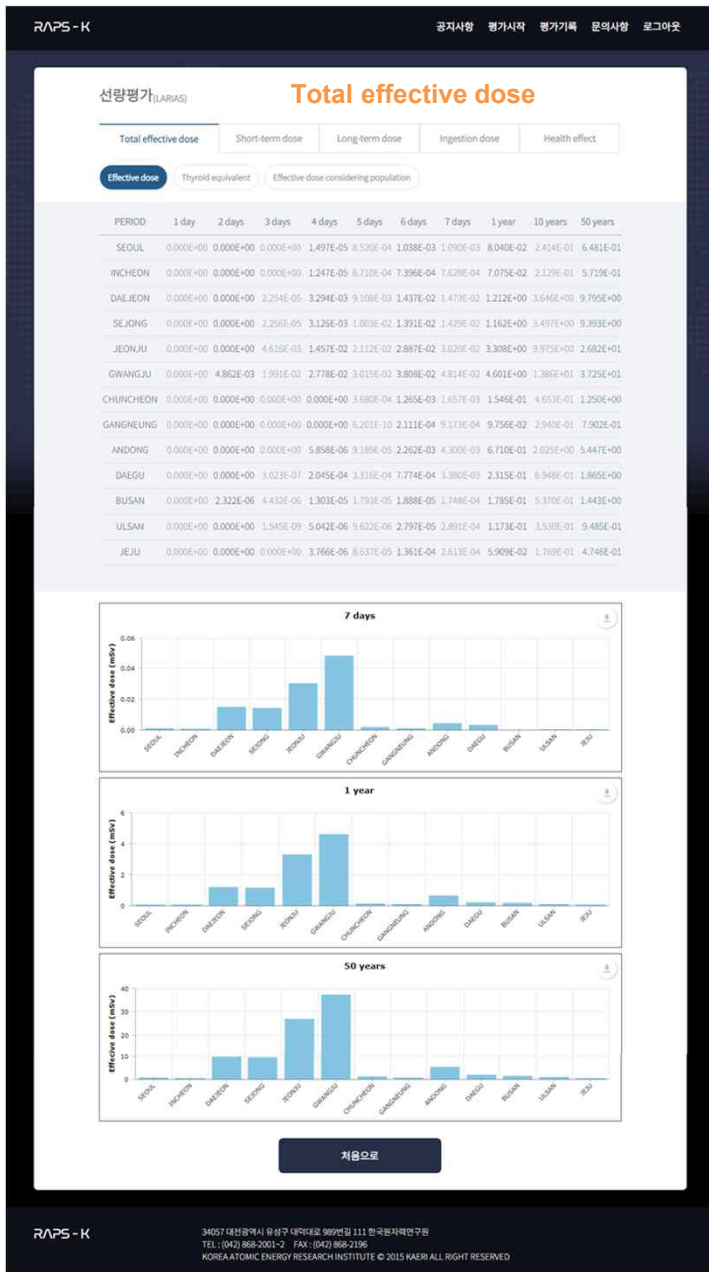 RAPS - K 공지사항 평가시작 평가기록 문의사항 로그아웃
선량평가(LARIAS) Total effective dose
Total effective dose Short-term dose Long-term dose Ingestion dose Health effect
Effective dose Thyroid equivalent Effective dose considering population
PERIOD 1 day 2 days 3 days 4 days 5 days 6 days 7 days 1 year 10 years 50 years
SEOUL 0.000E+00 0.000E+00 0.000E+00 1.497E-05 8.520E-04 1.038E-03 1.090E-03 8.040E-02 2.414E-01 6.481E-01
INCHEON 0.000E+00 0.000E+00 0.000E+00 1.247E-05 6.710E-04 7.396E-04 7.628E-04 7.075E-02 2.129E-01 5.719E-01
DAEJEON 0.000E+00 0.000E+00 2.254E-05 3.294E-03 9.108E-03 1.437E-02 1.479E-02 1.212E+00 3.646E+00 9.795E+00
SEJONG 0.000E+00 0.000E+00 2.256E-05 3.126E-03 1.003E-02 1.391E-02 1.429E-02 1.162E+00 3.497E+00 9.393E+00
JEONJU 0.000E+00 0.000E+00 4.616E-03 1.457E-02 2.112E-02 2.887E-02 3.020E-02 3.308E+00 9.975E+00 2.682E+01
GWANGJU 0.000E+00 4.862E-03 1.991E-02 2.778E-02 3.015E-02 3.808E-02 4.814E-02 4.601E+00 1.386E+01 3.725E+01
CHUNCHEON 0.000E+00 0.000E+00 0.000E+00 0.000E+00 3.680E-04 1.265E-03 1.657E-03 1.546E-01 4.653E-01 1.250E+00
GANGNEUNG 0.000E+00 0.000E+00 0.000E+00 0.000E+00 6.201E-10 2.111E-04 9.173E-04 9.756E-02 2.940E-01 7.902E-01
ANDONG 0.000E+00 0.000E+00 0.000E+00 5.858E-06 9.189E-05 2.262E-03 4.300E-03 6.710E-01 2.025E+00 5.447E+00
DAEGU 0.000E+00 0.000E+00 3.023E-07 2.045E-04 3.316E-04 7.774E-04 3.380E-03 2.315E-01 6.948E-01 1.865E+00
BUSAN 0.000E+00 2.322E-06 4.432E-06 1.303E-05 1.793E-05 1.888E-05 1.748E-04 1.785E-01 5.370E-01 1.443E+00
ULSAN 0.000E+00 0.000E+00 1.545E-09 5.042E-06 9.622E-06 2.797E-05 2.891E-04 1.173E-01 3.530E-01 9.485E-01
JEJU 0.000E+00 0.000E+00 0.000E+00 3.766E-06 8.637E-05 1.361E-04 2.613E-04 5.909E-02 1.769E-01 4.746E-01
7 days
Effective dose (mSv)
0.06
0.04
0.02
0.00
SEOUL INCHEON DAEJEON SEJONG JEONJU GWANGJU CHUNCHEON GANGNEUNG ANDONG DAEGU BUSAN ULSAN JEJU
1 year
Effective dose (mSv)
6
4
2
0
SEOUL INCHEON DAEJEON SEJONG JEONJU GWANGJU CHUNCHEON GANGNEUNG ANDONG DAEGU BUSAN ULSAN JEJU
50 years
Effective dose (mSv)
40
30
20
10
0
SEOUL INCHEON DAEJEON SEJONG JEONJU GWANGJU CHUNCHEON GANGNEUNG ANDONG DAEGU BUSAN ULSAN JEJU
처음으로
RAPS - K
34057 대전광역시 유성구 대덕대로 989번길 111 한국원자력연구원
TEL : (042) 868-2001~2 FAX : (042) 868-2196
KOREA ATOMIC ENERGY RESEARCH INSTITUTE © 2015 KAERI ALL RIGHT RESERVED